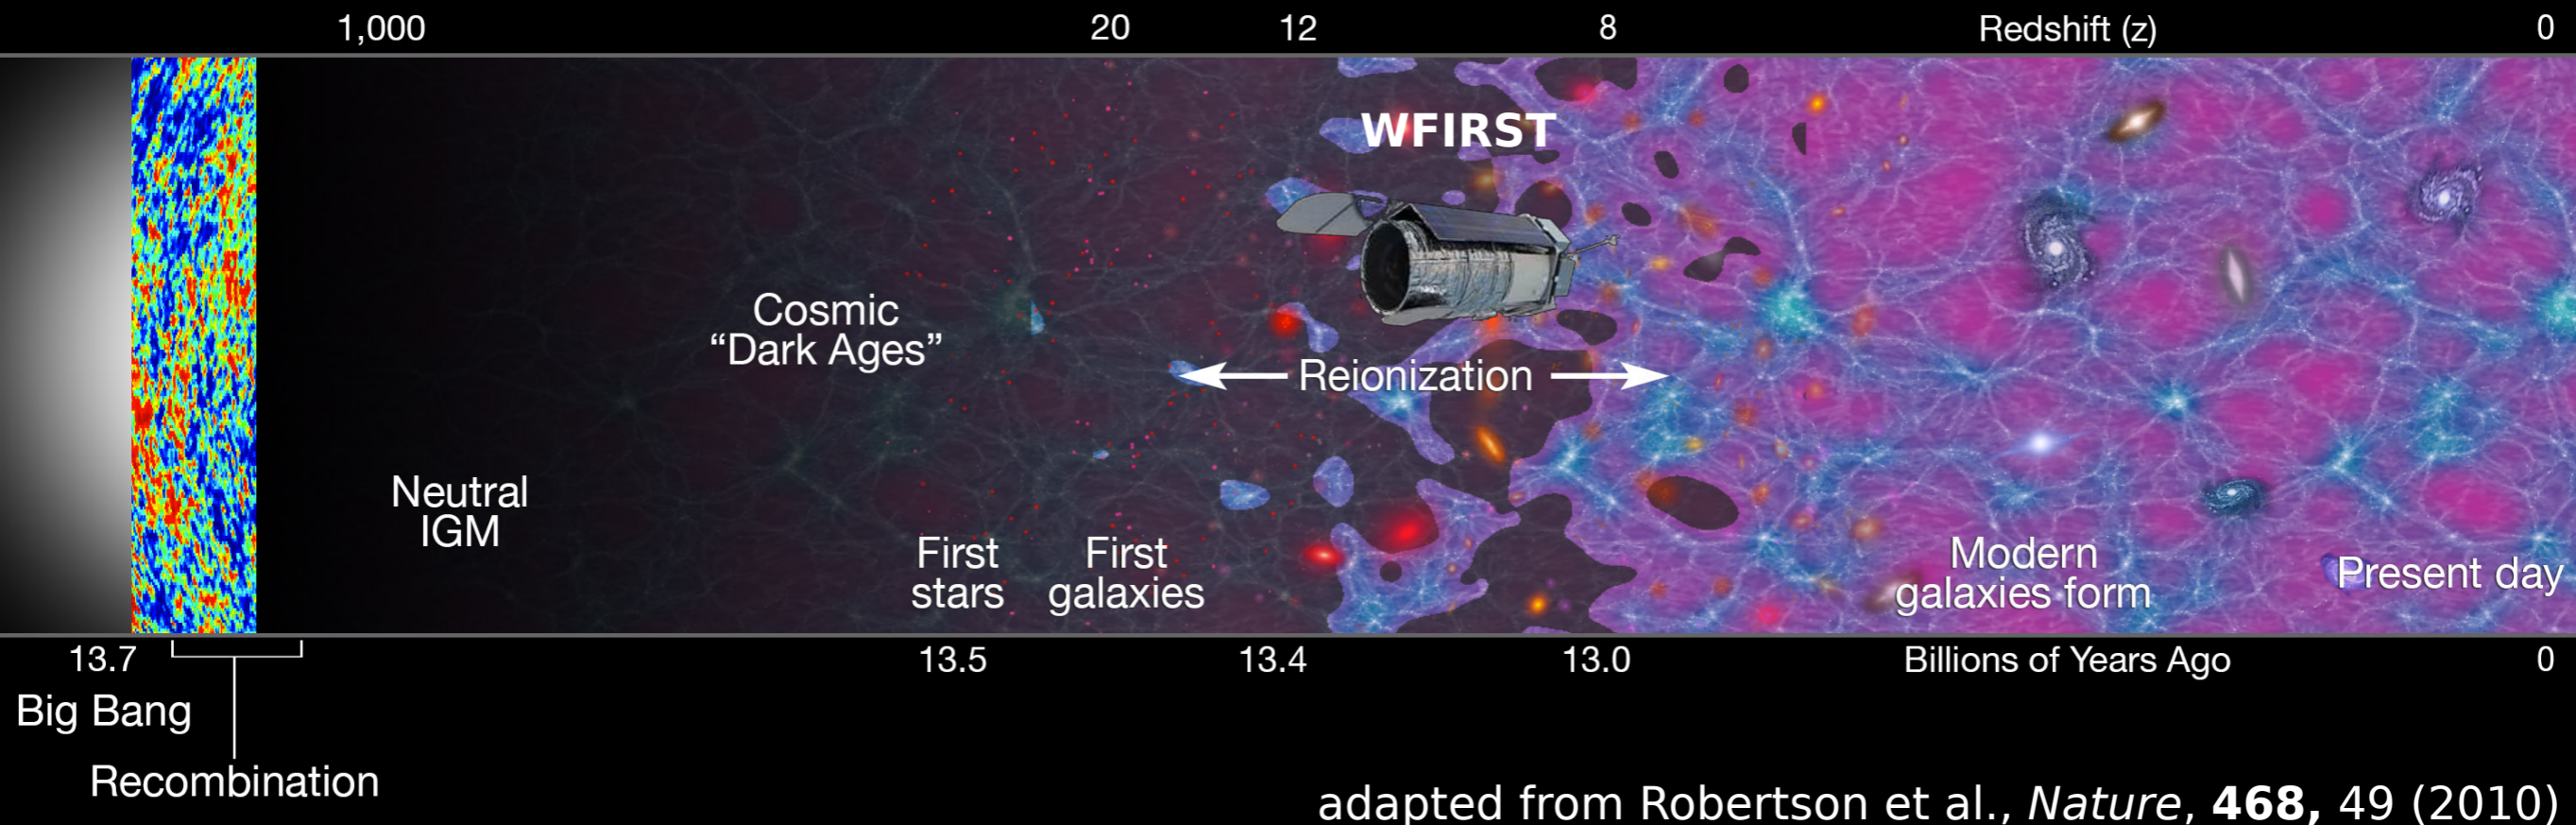 1,000 20 12 8 Redshift (z) 0
WFIRST
Cosmic
“Dark Ages”
Reionization
Neutral
IGM
First
stars
First
galaxies
Modern
galaxies form
Present day
13.7 13.5 13.4 13.0 Billions of Years Ago 0
Big Bang
Recombination
adapted from Robertson et al., Nature, 468, 49 (2010)